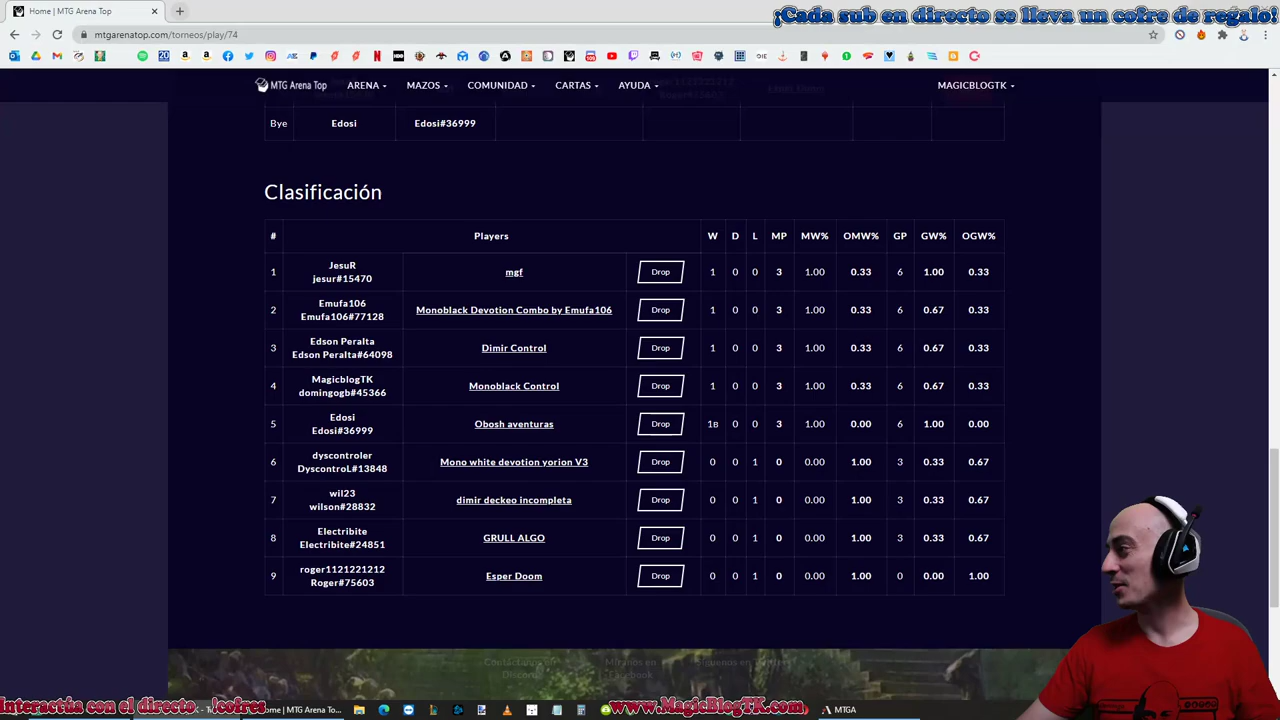 Home | MTG Arena Top
¡Cada sub en directo se lleva un cofre de regalo!
mtgarenatop.com/torneos/play/74
MTG Arena Top ARENA MAZOS COMUNIDAD CARTAS AYUDA MAGICBLOGTK
Bye Edosi Edosi#36999
Clasificación
# Players W D L MP MW% OMW% GP GW% OGW%
1 JesuR jesur#15470 mgf Drop 1 0 0 3 1.00 0.33 6 1.00 0.33
2 Emufa106 Emufa106#77128 Monoblack Devotion Combo by Emufa106 Drop 1 0 0 3 1.00 0.33 6 0.67 0.33
3 Edson Peralta Edson Peralta#64098 Dimir Control Drop 1 0 0 3 1.00 0.33 6 0.67 0.33
4 MagicblogTK domingogb#45366 Monoblack Control Drop 1 0 0 3 1.00 0.33 6 0.67 0.33
5 Edosi Edosi#36999 Obosh aventuras Drop 1B 0 0 3 1.00 0.00 6 1.00 0.00
6 dyscontroler DyscontroL#13848 Mono white devotion yorion V3 Drop 0 0 1 0 0.00 1.00 3 0.33 0.67
7 wil23 wilson#28832 dimir deckeo incompleta Drop 0 0 1 0 0.00 1.00 3 0.33 0.67
8 Electribite Electribite#24851 GRULL ALGO Drop 0 0 1 0 0.00 1.00 3 0.33 0.67
9 roger1121221212 Roger#75603 Esper Doom Drop 0 0 1 0 0.00 1.00 0 0.00 1.00
Contáctanos en Discord
Míranos en Facebook
Síguenos en
Interactúa con el directo !cofres
www.MagicBlogTK.com
MTGA